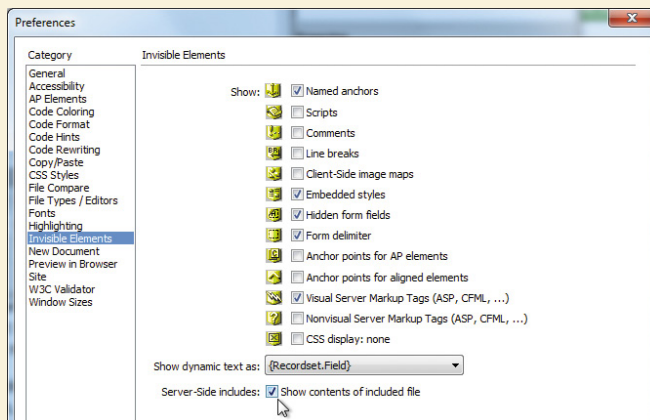 Preferences
Category
General
Accessibility
AP Elements
Code Coloring
Code Format
Code Hints
Code Rewriting
Copy/Paste
CSS Styles
File Compare
File Types / Editors
Fonts
Highlighting
Invisible Elements
New Document
Preview in Browser
Site
W3C Validator
Window Sizes
Invisible Elements
Show:
Named anchors
Scripts
Comments
Line breaks
Client-Side image maps
Embedded styles
Hidden form fields
Form delimiter
Anchor points for AP elements
Anchor points for aligned elements
Visual Server Markup Tags (ASP, CFML, ...)
Nonvisual Server Markup Tags (ASP, CFML, ...)
CSS display: none
Show dynamic text as: {Recordset.Field}
Server-Side includes: Show contents of included file